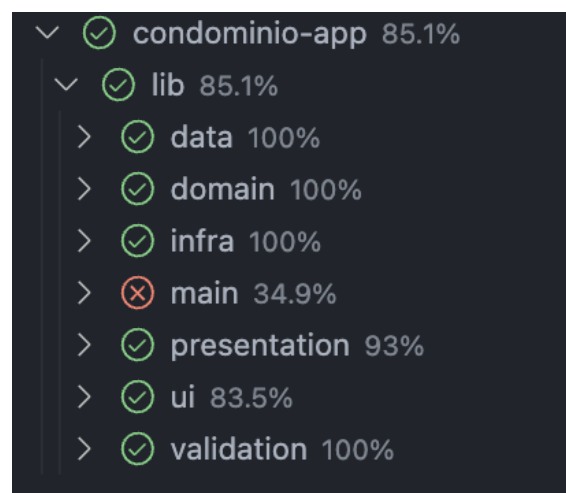 condominio-app 85.1%
lib 85.1%
data 100%
domain 100%
infra 100%
main 34.9%
presentation 93%
ui 83.5%
validation 100%